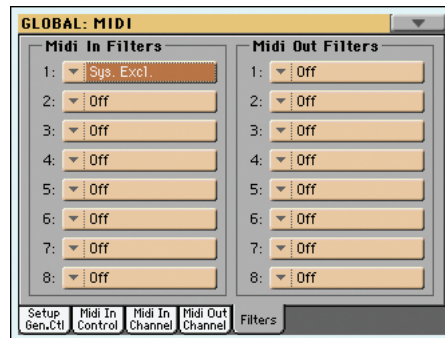 GLOBAL: MIDI
Midi In Filters
1: Sys. Excl.
2: Off
3: Off
4: Off
5: Off
6: Off
7: Off
8: Off
Midi Out Filters
1: Off
2: Off
3: Off
4: Off
5: Off
6: Off
7: Off
8: Off
Setup Gen.Ctl
Midi In Control
Midi In Channel
Midi Out Channel
Filters